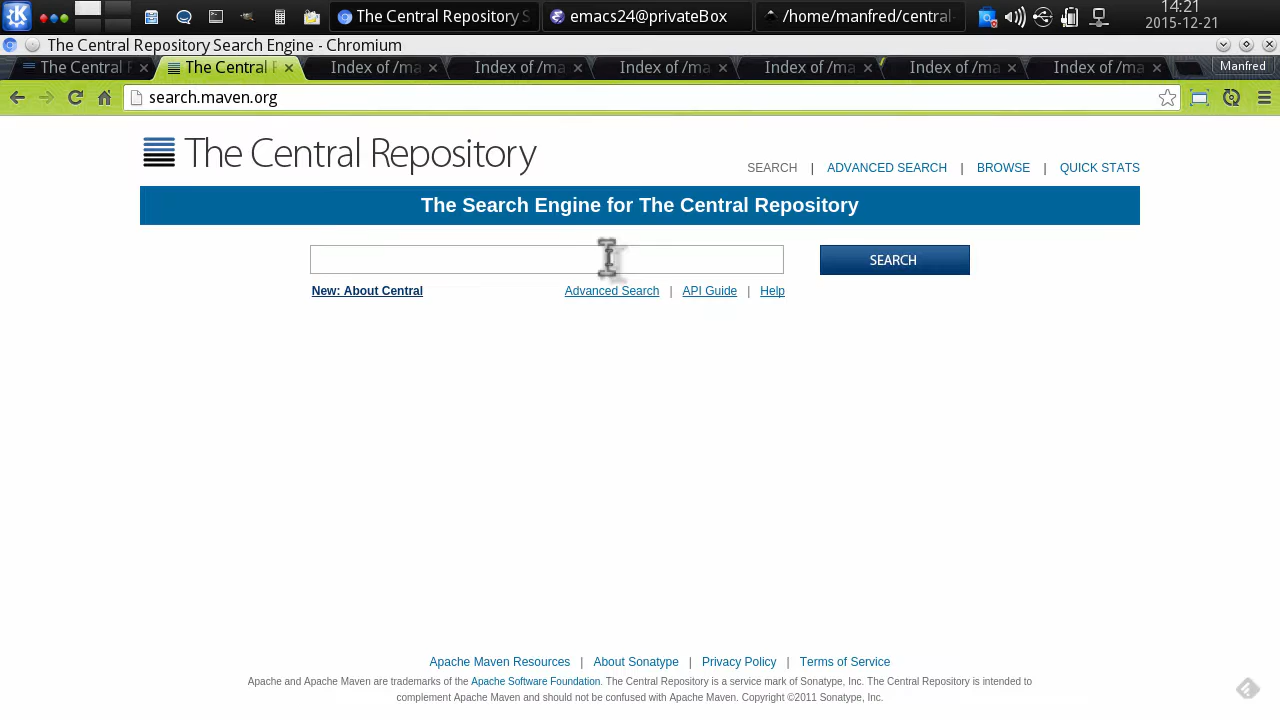 The Central Repository S
emacs24@privateBox
/home/manfred/central-
14:21
2015-12-21
The Central Repository Search Engine - Chromium
The Central R
The Central R
Index of /ma
Index of /ma
Index of /ma
Index of /ma
Index of /ma
Index of /ma
Manfred
search.maven.org
The Central Repository
SEARCH | ADVANCED SEARCH | BROWSE | QUICK STATS
The Search Engine for The Central Repository
SEARCH
New: About Central
Advanced Search | API Guide | Help
Apache Maven Resources | About Sonatype | Privacy Policy | Terms of Service
Apache and Apache Maven are trademarks of the Apache Software Foundation. The Central Repository is a service mark of Sonatype, Inc. The Central Repository is intended to
complement Apache Maven and should not be confused with Apache Maven. Copyright ©2011 Sonatype, Inc.